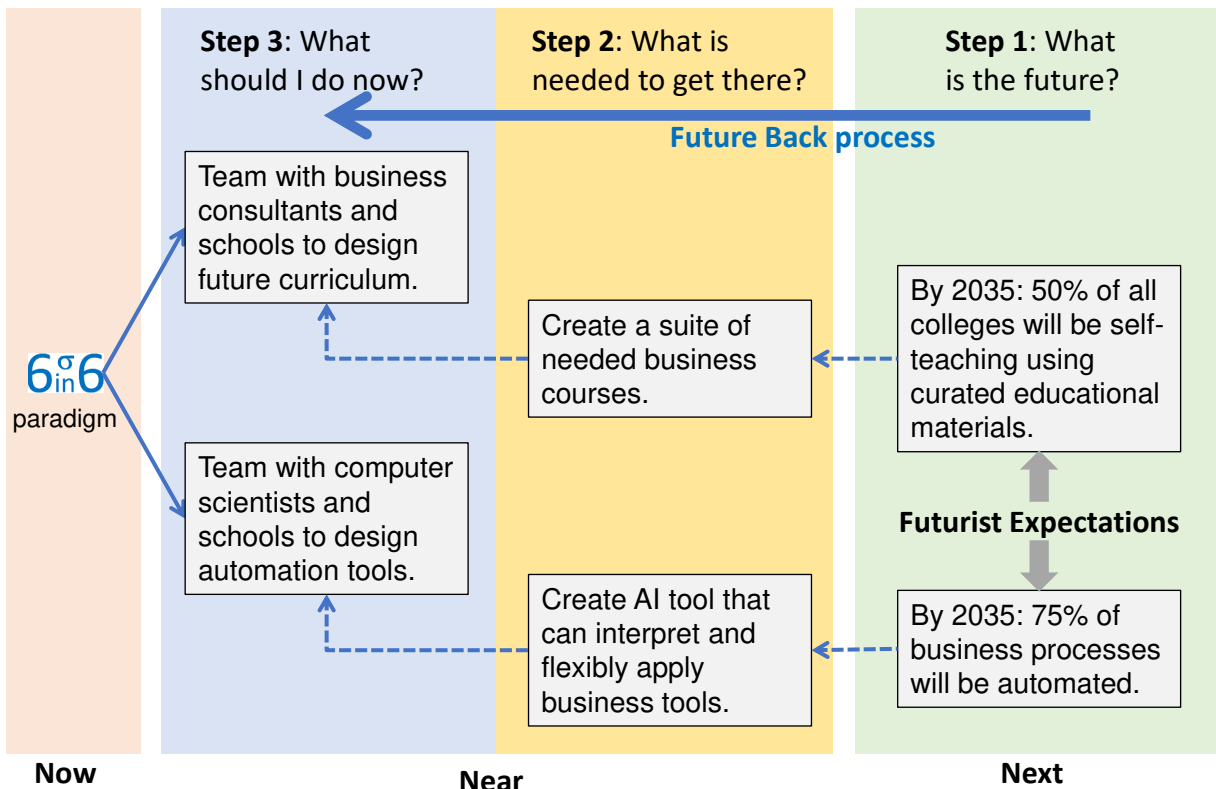 Step 3: What
should I do now?
Step 2: What is
needed to get there?
Step 1: What
is the future?
Future Back process
Team with business
consultants and
schools to design
future curriculum.
Create a suite of
needed business
courses.
By 2035: 50% of all
colleges will be self-
teaching using
curated educational
materials.
6σin6
paradigm
Team with computer
scientists and
schools to design
automation tools.
Futurist Expectations
Create AI tool that
can interpret and
flexibly apply
business tools.
By 2035: 75% of
business processes
will be automated.
Now
Near
Next